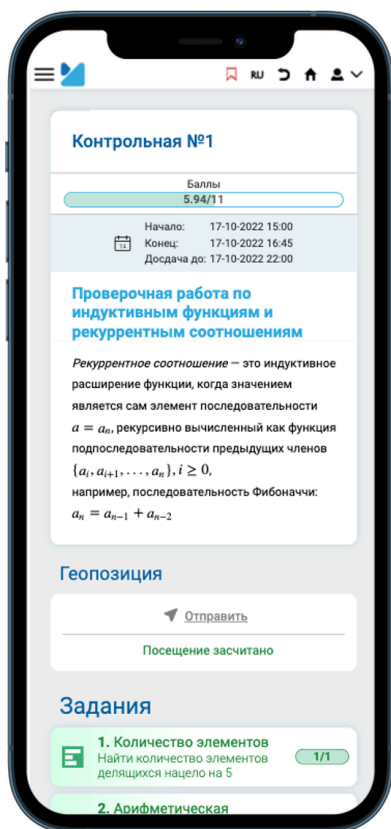 RU
Контрольная №1
Баллы
5.94/11
14
Начало: 17-10-2022 15:00
Конец: 17-10-2022 16:45
Досдача до: 17-10-2022 22:00
Проверочная работа по
индуктивным функциям и
рекуррентным соотношениям
Рекуррентное соотношение — это индуктивное
расширение функции, когда значением
является сам элемент последовательности
a = aₙ, рекурсивно вычисленный как функция
подпоследовательности предыдущих членов
{aᵢ, aᵢ₊₁, . . . , aₙ}, i ≥ 0,
например, последовательность Фибоначчи:
aₙ = aₙ₋₁ + aₙ₋₂
Геопозиция
Отправить
Посещение засчитано
Задания
1. Количество элементов
Найти количество элементов
делящихся нацело на 5
1/1
2. Арифметическая